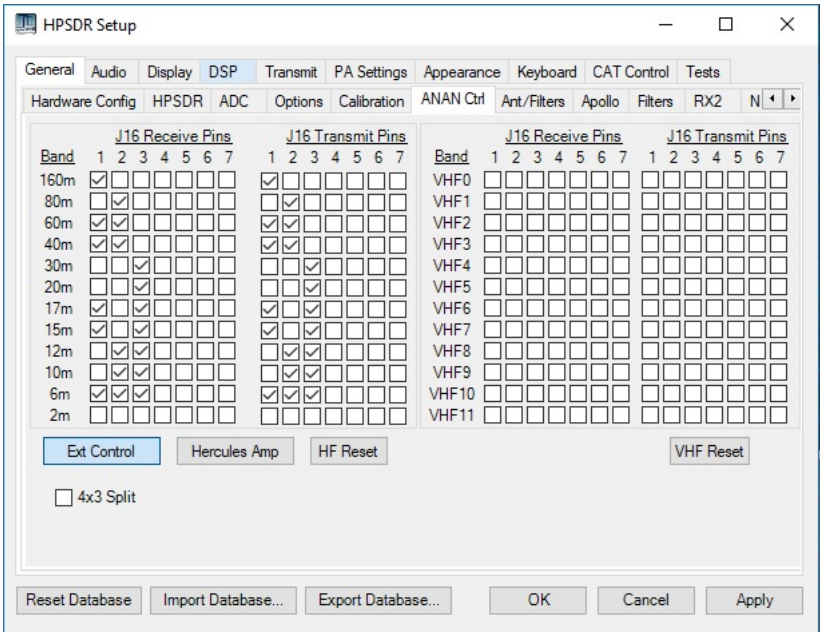 HPSDR Setup
General Audio Display DSP Transmit PA Settings Appearance Keyboard CAT Control Tests
Hardware Config HPSDR ADC Options Calibration ANAN Ctrl Ant/Filters Apollo Filters RX2 N
J16 Receive Pins J16 Transmit Pins J16 Receive Pins J16 Transmit Pins
Band 1 2 3 4 5 6 7 1 2 3 4 5 6 7 Band 1 2 3 4 5 6 7 1 2 3 4 5 6 7
160m VHF0
80m VHF1
60m VHF2
40m VHF3
30m VHF4
20m VHF5
17m VHF6
15m VHF7
12m VHF8
10m VHF9
6m VHF10
2m VHF11
Ext Control Hercules Amp HF Reset VHF Reset
4x3 Split
Reset Database Import Database... Export Database... OK Cancel Apply